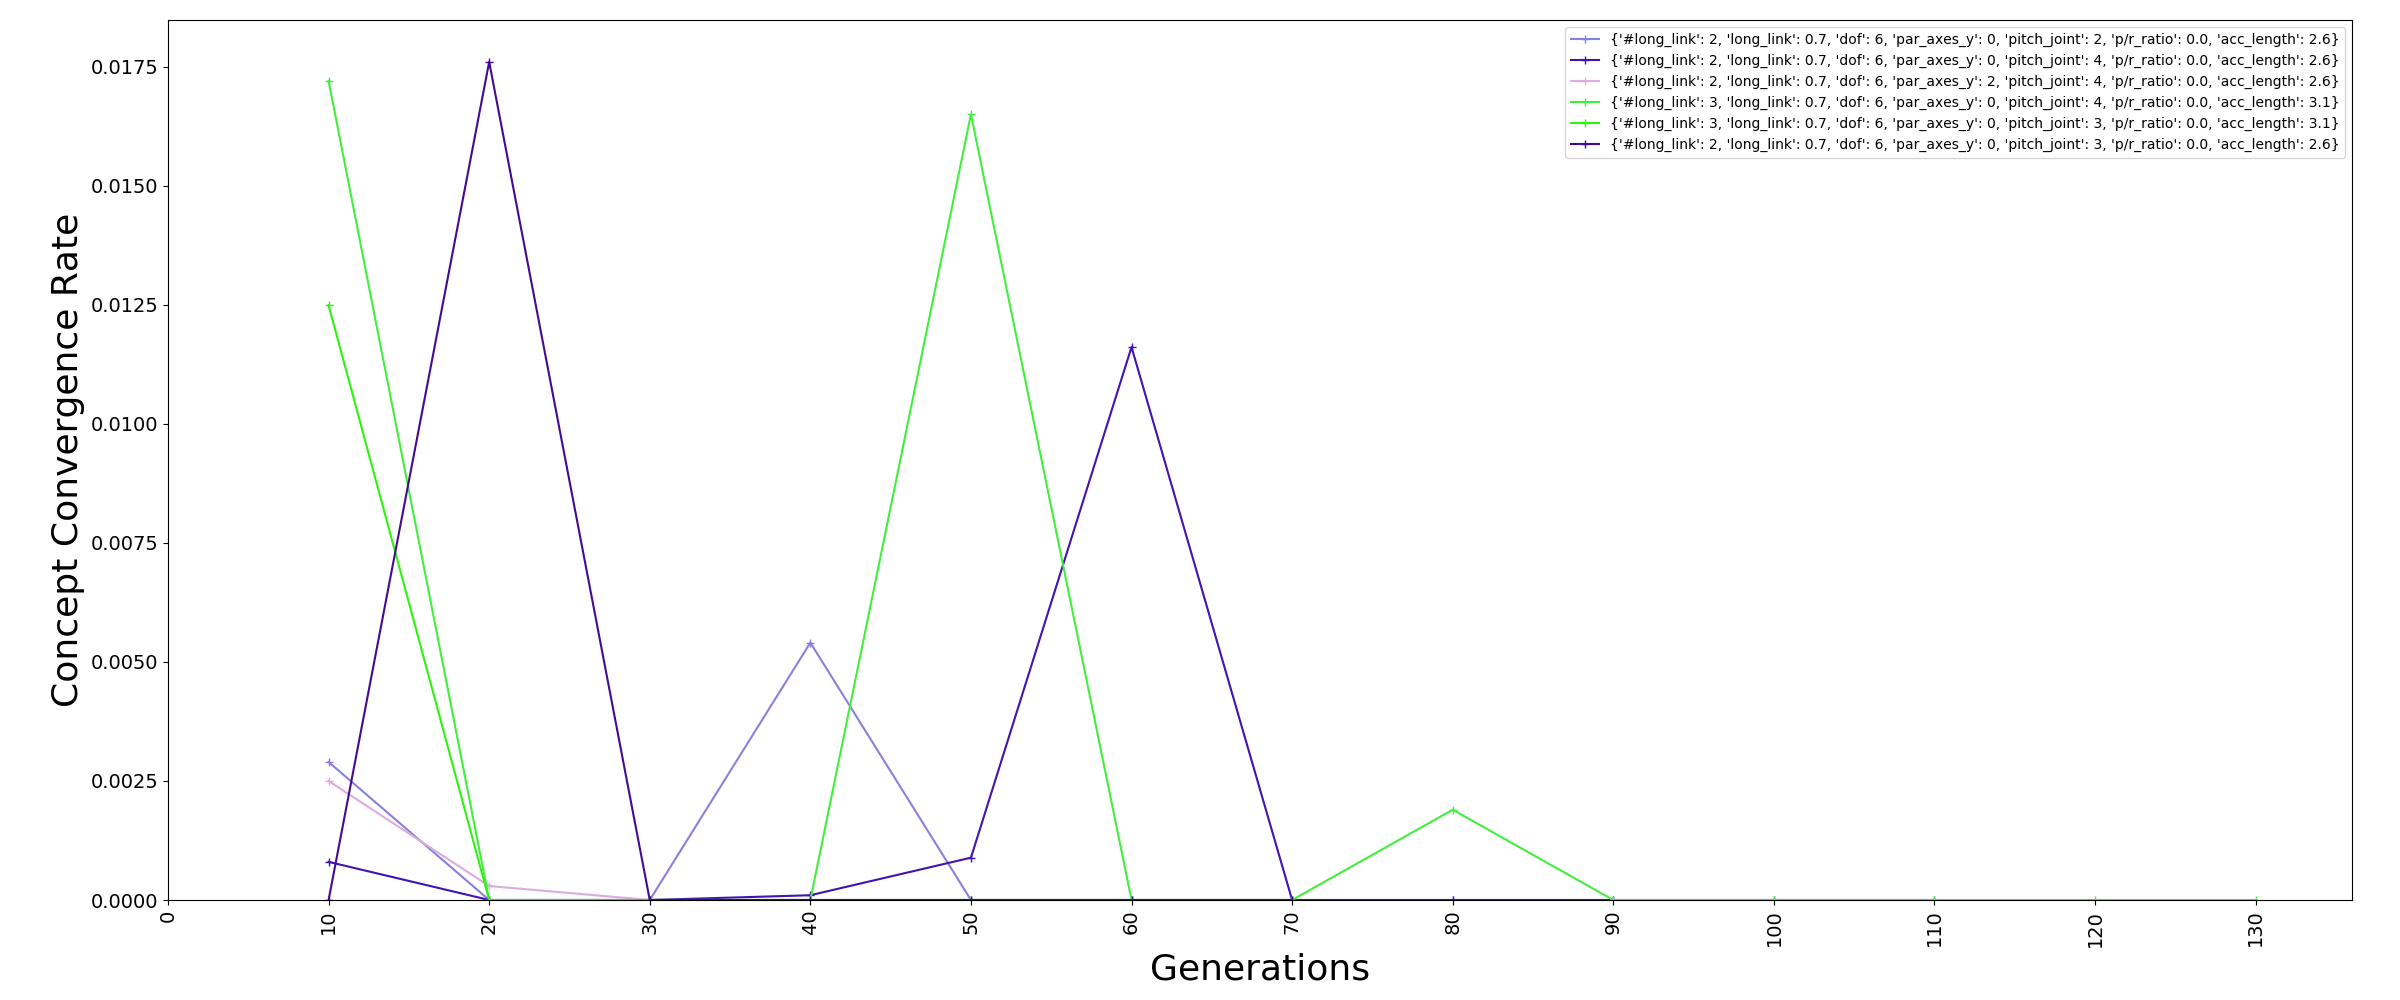 {'#long_link': 2, 'long_link': 0.7, 'dof': 6, 'par_axes_y': 0, 'pitch_joint': 2, 'p/r_ratio': 0.0, 'acc_length': 2.6}
{'#long_link': 2, 'long_link': 0.7, 'dof': 6, 'par_axes_y': 0, 'pitch_joint': 4, 'p/r_ratio': 0.0, 'acc_length': 2.6}
{'#long_link': 2, 'long_link': 0.7, 'dof': 6, 'par_axes_y': 2, 'pitch_joint': 4, 'p/r_ratio': 0.0, 'acc_length': 2.6}
{'#long_link': 3, 'long_link': 0.7, 'dof': 6, 'par_axes_y': 0, 'pitch_joint': 4, 'p/r_ratio': 0.0, 'acc_length': 3.1}
{'#long_link': 3, 'long_link': 0.7, 'dof': 6, 'par_axes_y': 0, 'pitch_joint': 3, 'p/r_ratio': 0.0, 'acc_length': 3.1}
{'#long_link': 2, 'long_link': 0.7, 'dof': 6, 'par_axes_y': 0, 'pitch_joint': 3, 'p/r_ratio': 0.0, 'acc_length': 2.6}
Concept Convergence Rate
0.0175
0.0150
0.0125
0.0100
0.0075
0.0050
0.0025
0.0000
0 10 20 30 40 50 60 70 80 90 100 110 120 130
Generations